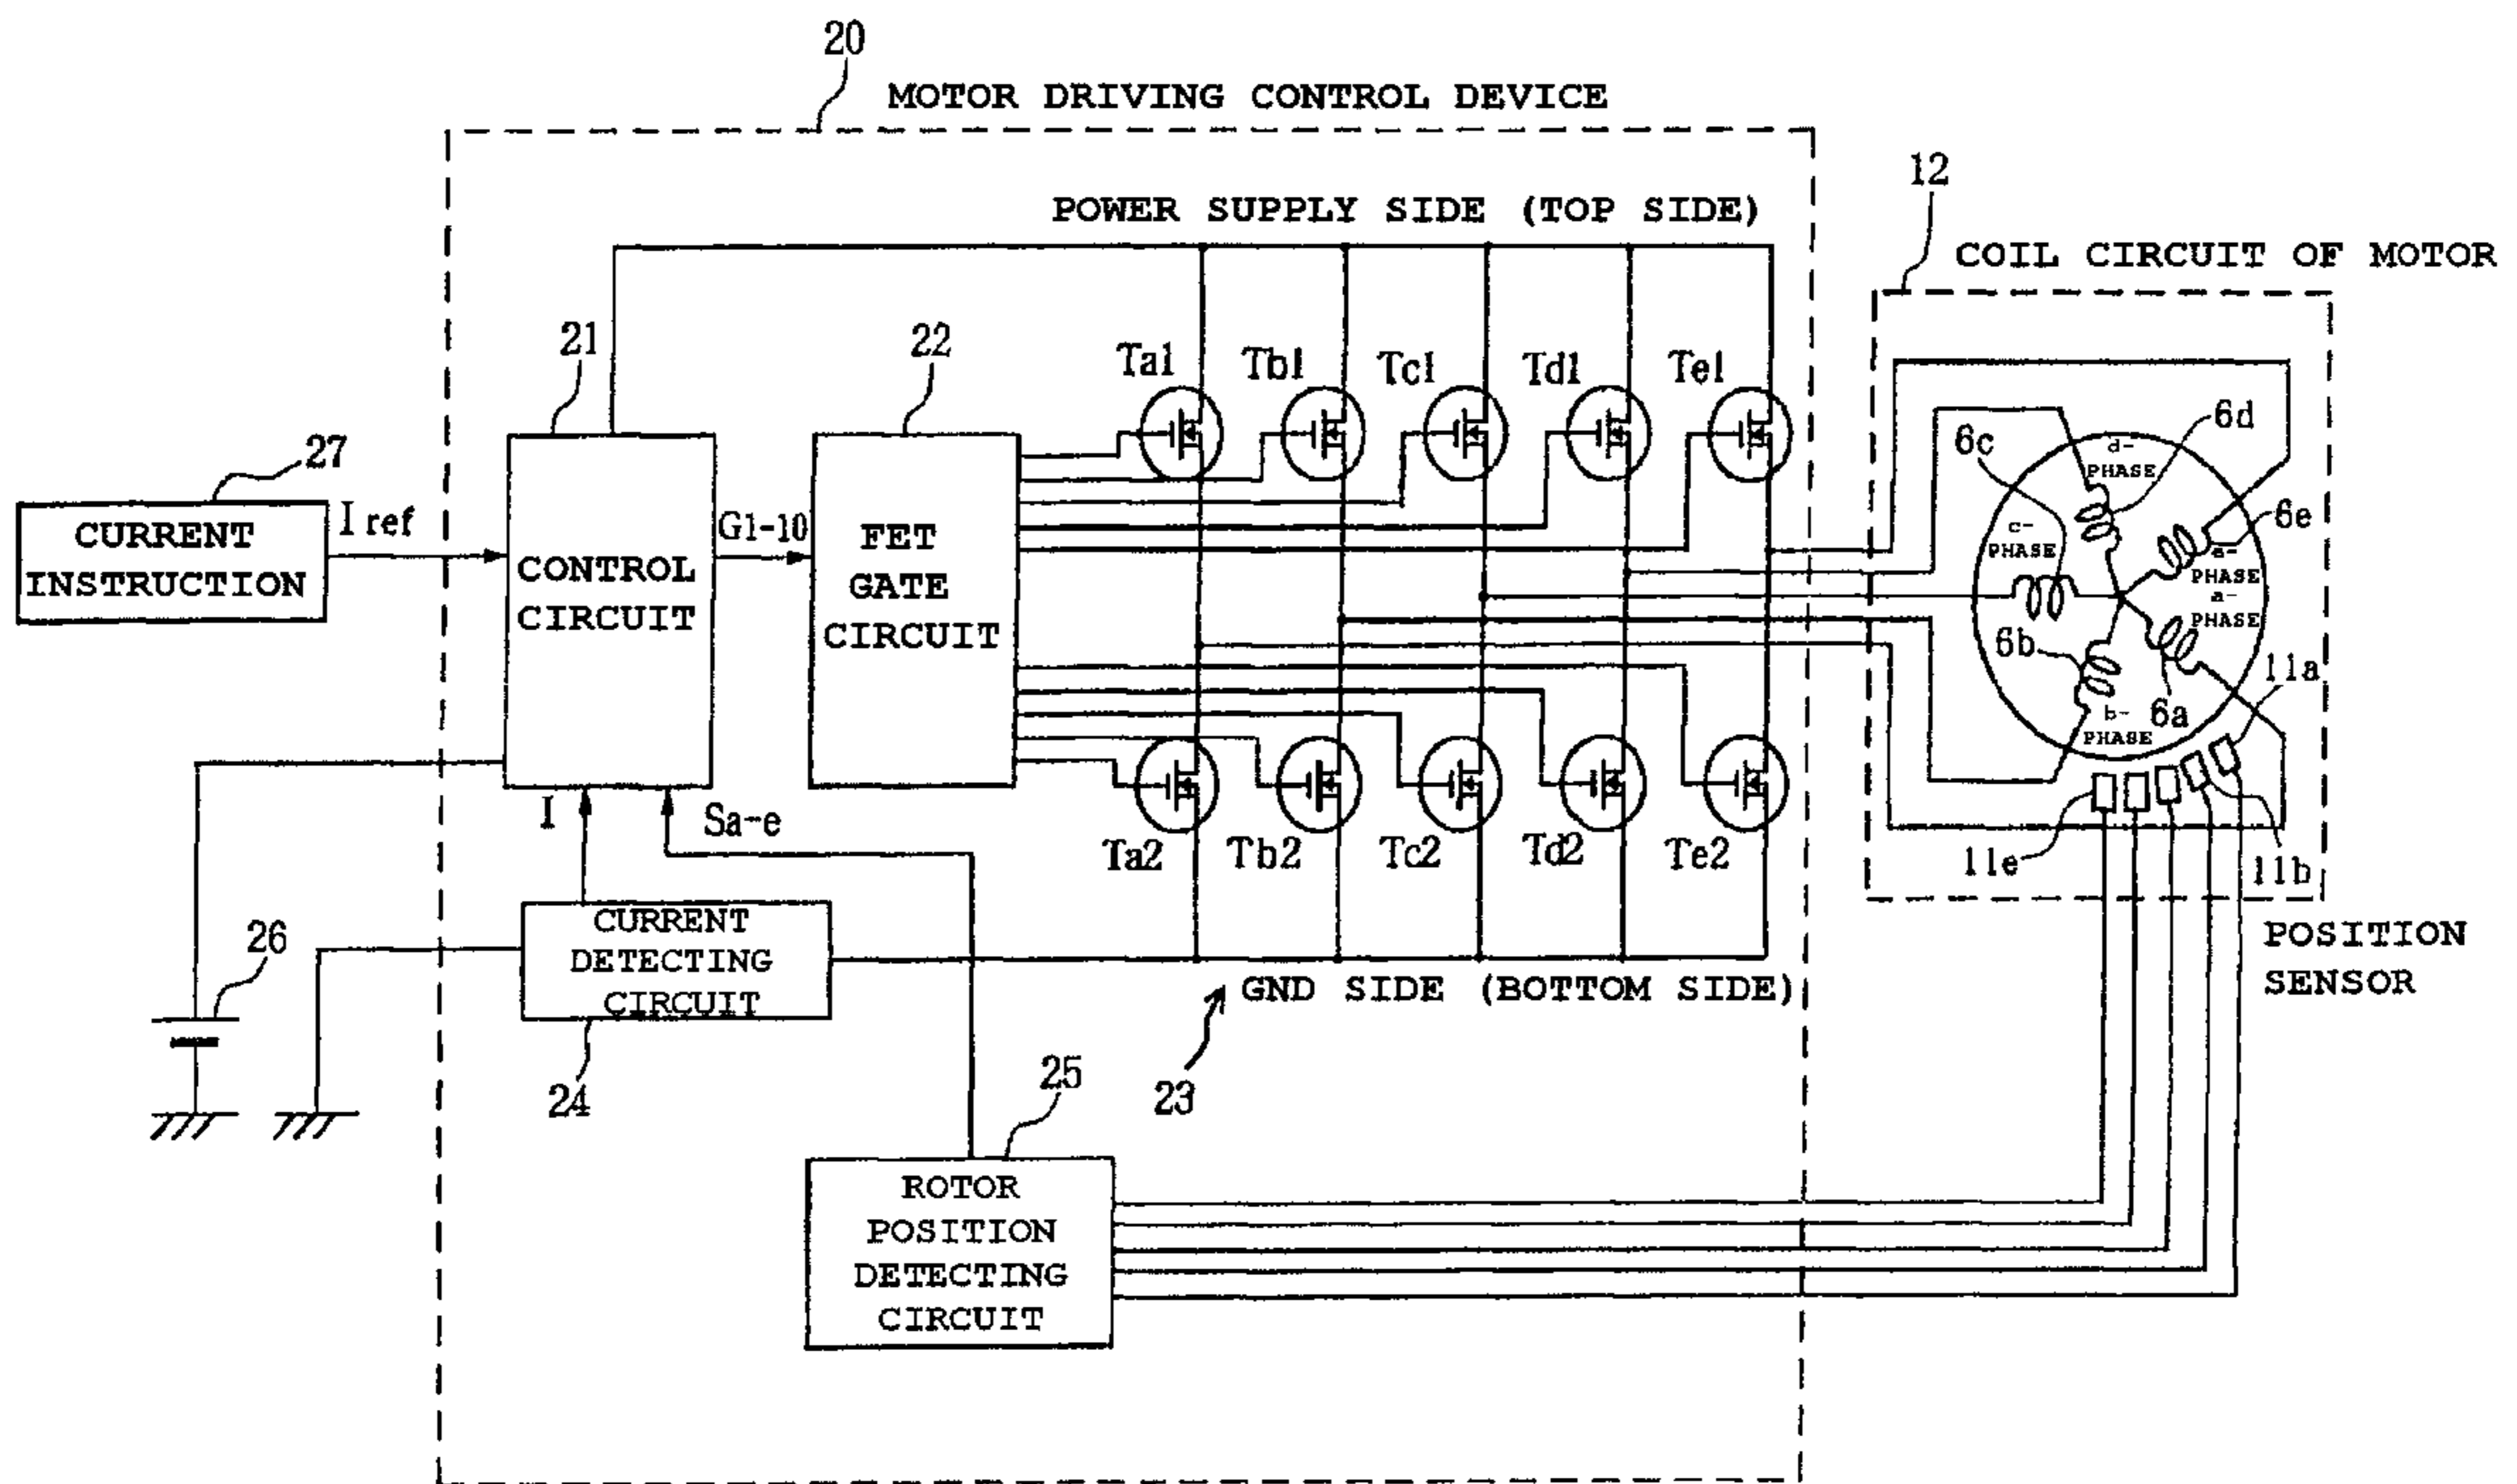 20
MOTOR DRIVING CONTROL DEVICE
12
POWER SUPPLY SIDE (TOP SIDE)
COIL CIRCUIT OF MOTOR
21
22
Ta1
Tb1
Tc1
Td1
Te1
27
CURRENT
INSTRUCTION
I ref
CONTROL
CIRCUIT
G1-10
FET
GATE
CIRCUIT
6c
6d
6e
d-
PHASE
c-
PHASE
e-
PHASE
a-
PHASE
6b
b-
PHASE
6a
11a
11e
11b
I
Sa-e
Ta2
Tb2
Tc2
Td2
Te2
26
CURRENT
DETECTING
CIRCUIT
24
POSITION
SENSOR
GND SIDE (BOTTOM SIDE)
23
25
ROTOR
POSITION
DETECTING
CIRCUIT